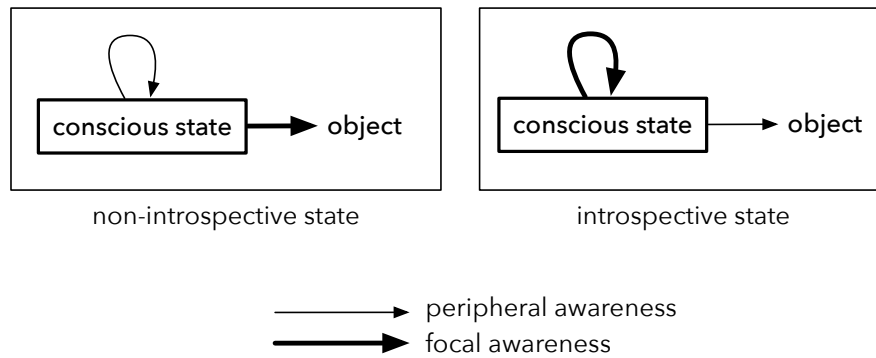 conscious state object
conscious state object
non-introspective state
introspective state
peripheral awareness
focal awareness